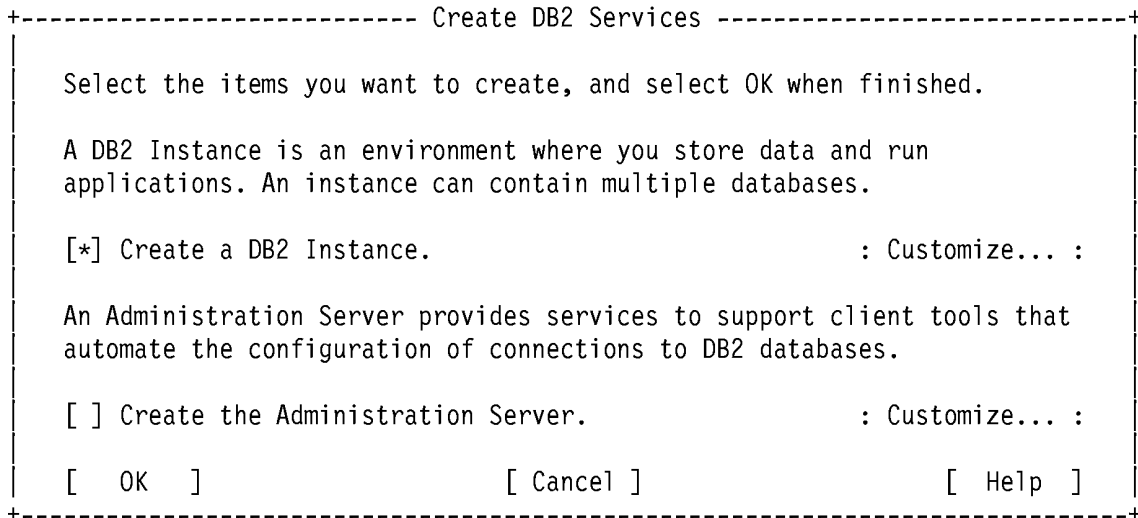 Create DB2 Services
Select the items you want to create, and select OK when finished.
A DB2 Instance is an environment where you store data and run
applications. An instance can contain multiple databases.
[*] Create a DB2 Instance. : Customize... :
An Administration Server provides services to support client tools that
automate the configuration of connections to DB2 databases.
[ ] Create the Administration Server. : Customize... :
[ OK ] [ Cancel ] [ Help ]